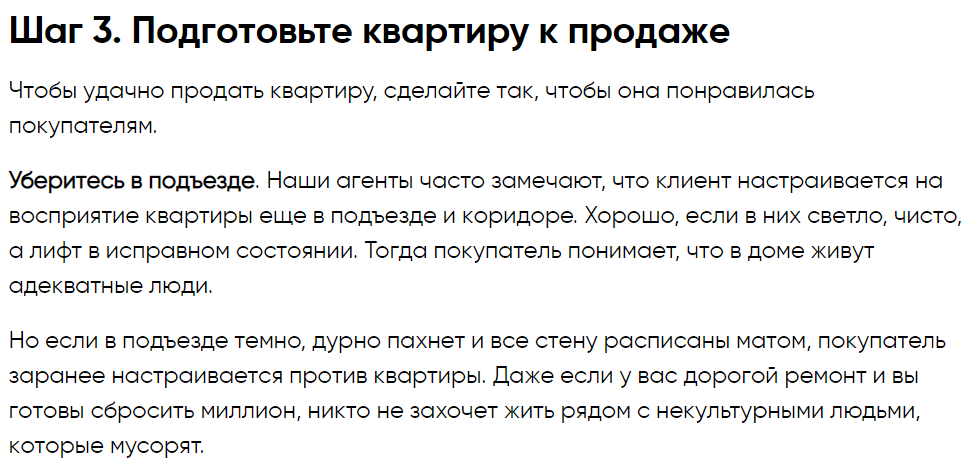 Шаг 3. Подготовьте квартиру к продаже
Чтобы удачно продать квартиру, сделайте так, чтобы она понравилась
покупателям.
Уберитесь в подъезде. Наши агенты часто замечают, что клиент настраивается на
восприятие квартиры еще в подъезде и коридоре. Хорошо, если в них светло, чисто,
а лифт в исправном состоянии. Тогда покупатель понимает, что в доме живут
адекватные люди.
Но если в подъезде темно, дурно пахнет и все стену расписаны матом, покупатель
заранее настраивается против квартиры. Даже если у вас дорогой ремонт и вы
готовы сбросить миллион, никто не захочет жить рядом с некультурными людьми,
которые мусорят.